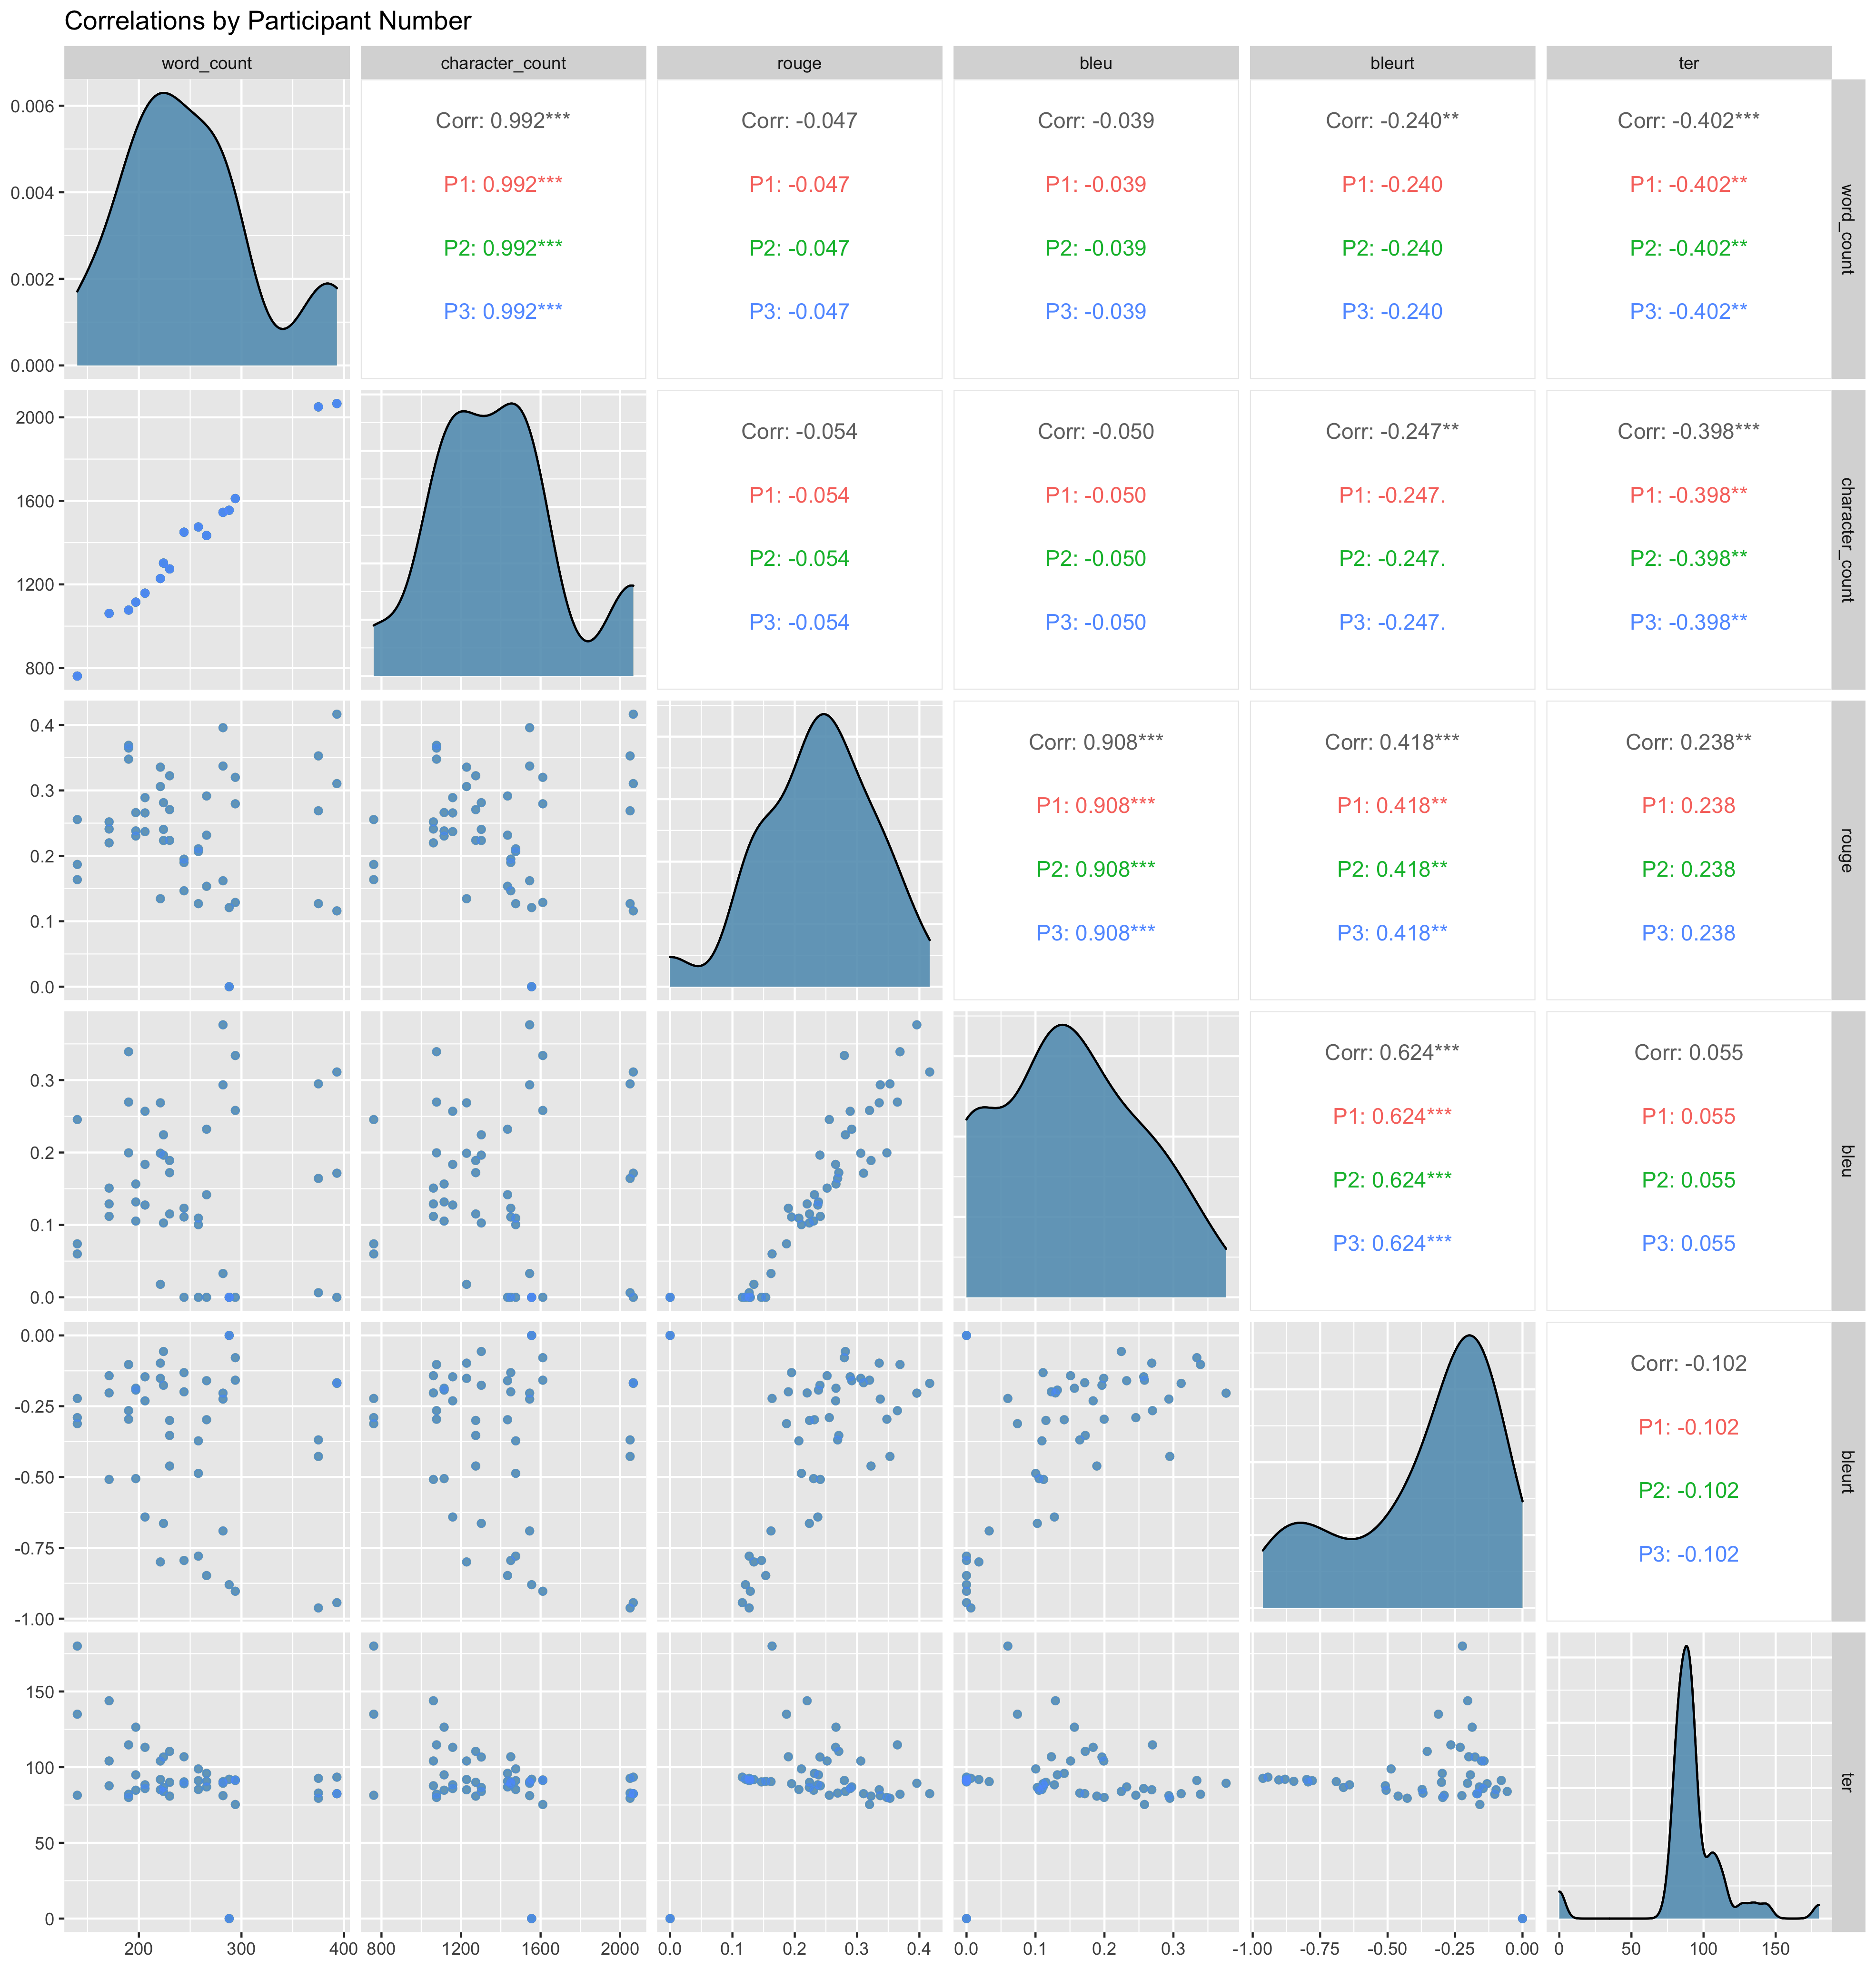 Correlations by Participant Number
word_count character_count rouge bleu bleurt ter
0.006
0.004
0.002
0.000
Corr: 0.992*** Corr: -0.047 Corr: -0.039 Corr: -0.240** Corr: -0.402***
P1: 0.992*** P1: -0.047 P1: -0.039 P1: -0.240 P1: -0.402**
P2: 0.992*** P2: -0.047 P2: -0.039 P2: -0.240 P2: -0.402**
P3: 0.992*** P3: -0.047 P3: -0.039 P3: -0.240 P3: -0.402**
word_count
2000
1600
1200
800
Corr: -0.054 Corr: -0.050 Corr: -0.247** Corr: -0.398***
P1: -0.054 P1: -0.050 P1: -0.247. P1: -0.398**
P2: -0.054 P2: -0.050 P2: -0.247. P2: -0.398**
P3: -0.054 P3: -0.050 P3: -0.247. P3: -0.398**
character_count
0.4
0.3
0.2
0.1
0.0
Corr: 0.908*** Corr: 0.418*** Corr: 0.238**
P1: 0.908*** P1: 0.418** P1: 0.238
P2: 0.908*** P2: 0.418** P2: 0.238
P3: 0.908*** P3: 0.418** P3: 0.238
rouge
0.3
0.2
0.1
0.0
Corr: 0.624*** Corr: 0.055
P1: 0.624*** P1: 0.055
P2: 0.624*** P2: 0.055
P3: 0.624*** P3: 0.055
bleu
0.00
-0.25
-0.50
-0.75
-1.00
Corr: -0.102
P1: -0.102
P2: -0.102
P3: -0.102
bleurt
150
100
50
0
ter
200 300 400 800 1200 1600 2000 0.0 0.1 0.2 0.3 0.4 0.0 0.1 0.2 0.3 -1.00 -0.75 -0.50 -0.25 0.00 0 50 100 150